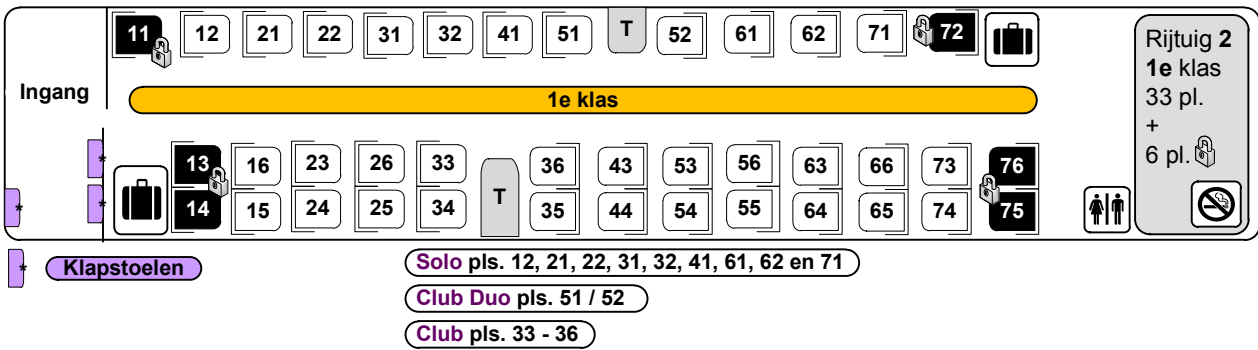 11 12 21 22 31 32 41 51 T 52 61 62 71 72
Ingang
1e klas
13 16 23 26 33 36 43 53 56 63 66 73 76
T
14 15 24 25 34 35 44 54 55 64 65 74 75
*
*
*
Rijtuig 2
1e klas
33 pl.
+
6 pl.
* Klapstoelen
Solo pls. 12, 21, 22, 31, 32, 41, 61, 62 en 71
Club Duo pls. 51 / 52
Club pls. 33 - 36